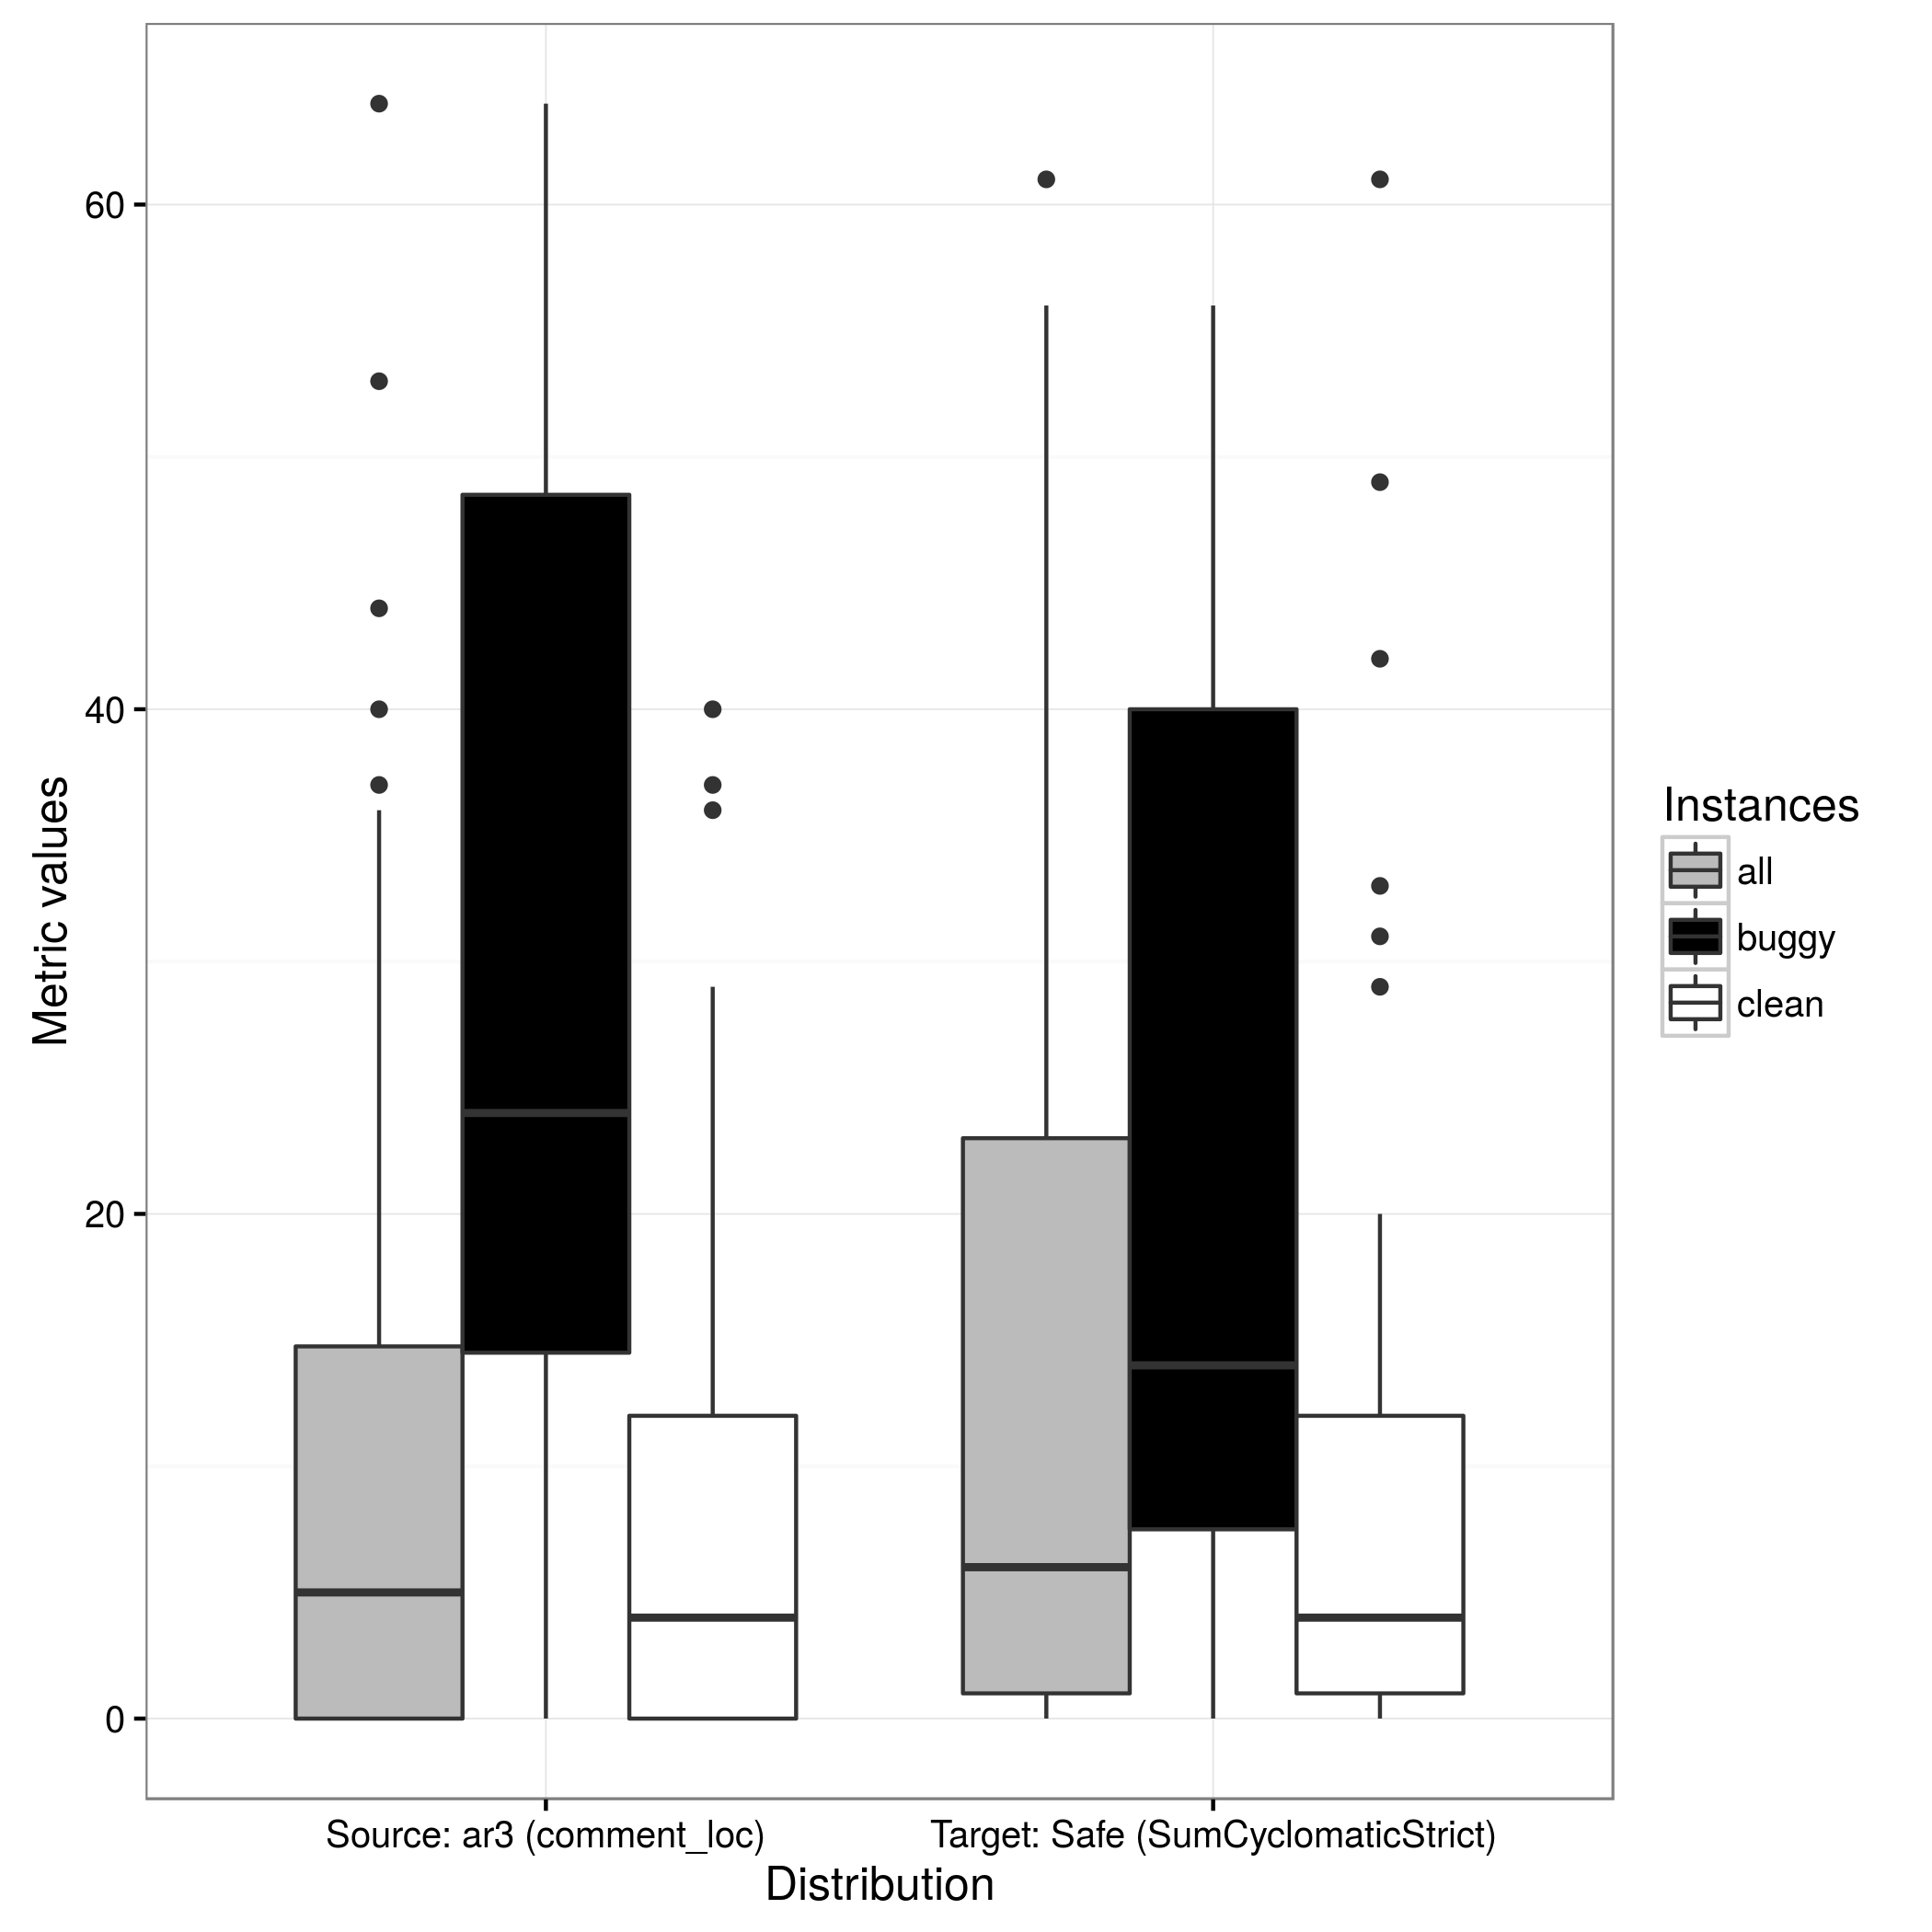 Metric values
60
40
20
0
Source: ar3 (comment_loc)
Target: Safe (SumCyclomaticStrict)
Distribution
Instances
all
buggy
clean